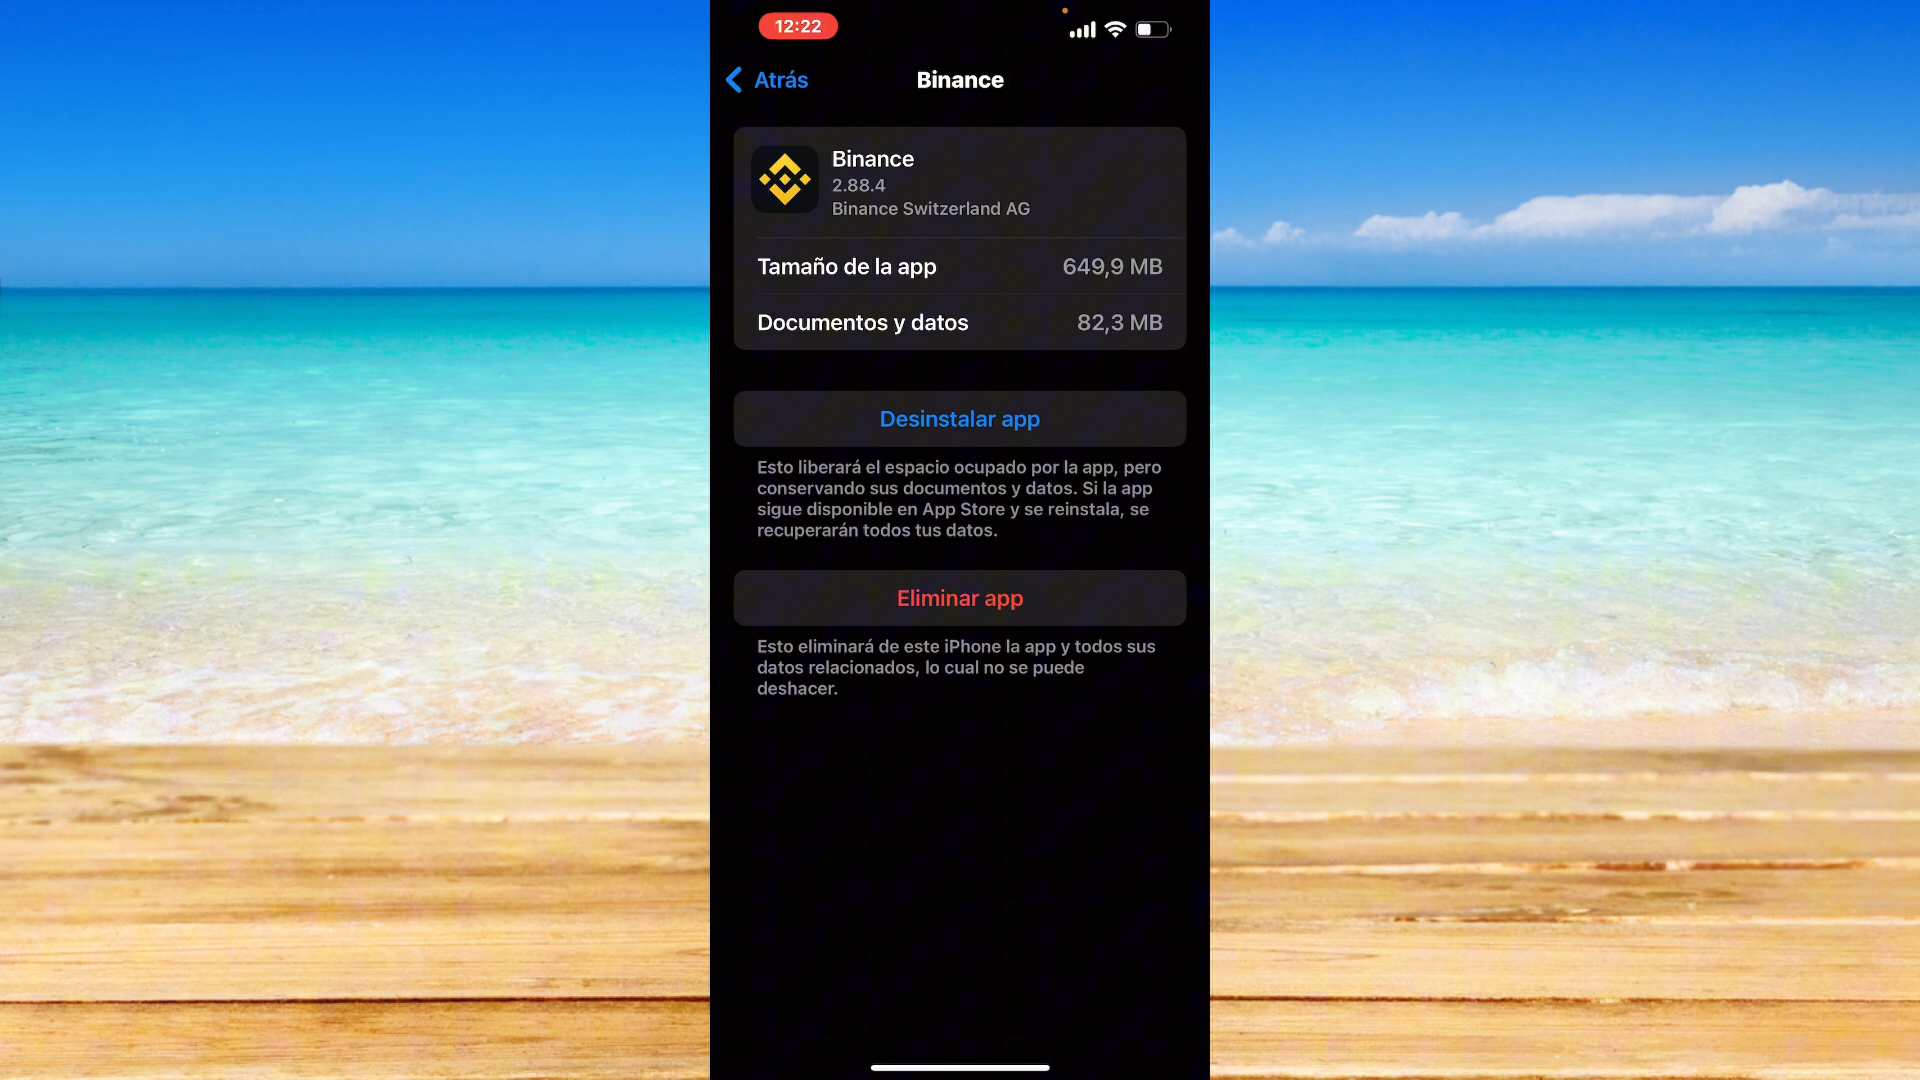 12:22
Atrás
Binance
Binance
2.88.4
Binance Switzerland AG
Tamaño de la app 649,9 MB
Documentos y datos 82,3 MB
Desinstalar app
Esto liberará el espacio ocupado por la app, pero
conservando sus documentos y datos. Si la app
sigue disponible en App Store y se reinstala, se
recuperarán todos tus datos.
Eliminar app
Esto eliminará de este iPhone la app y todos sus
datos relacionados, lo cual no se puede
deshacer.